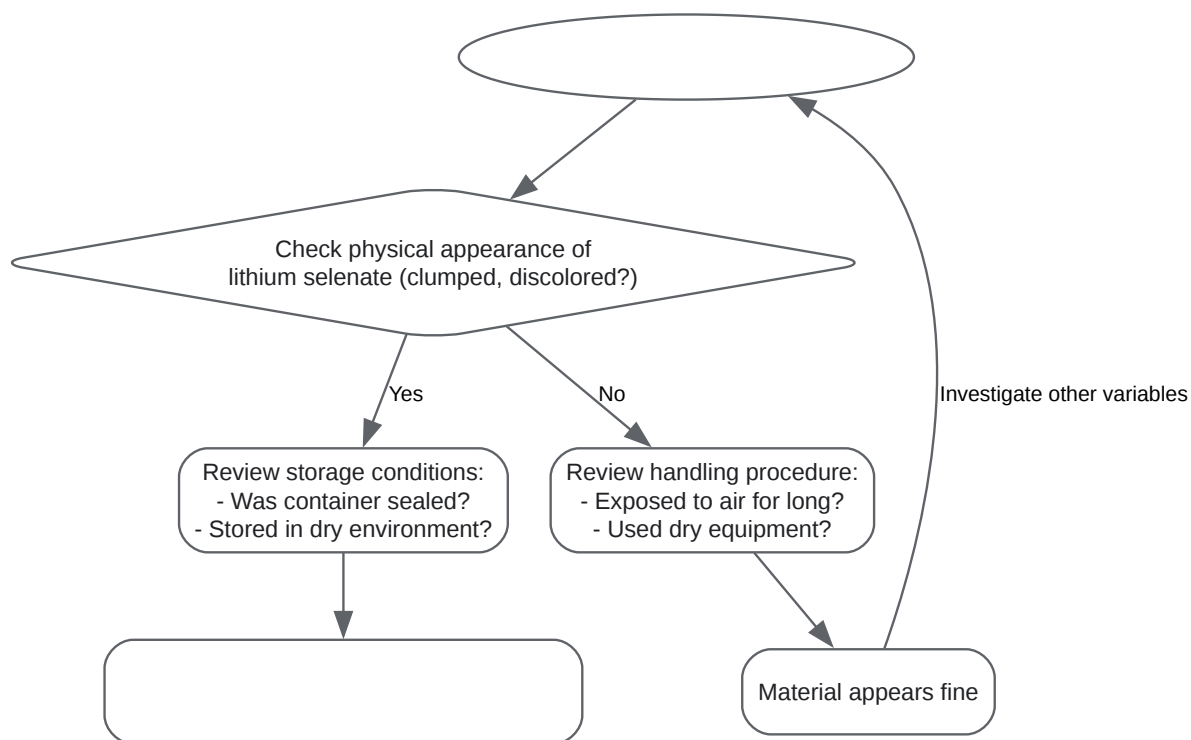 Check physical appearance of
lithium selenate (clumped, discolored?)
Yes
No
Investigate other variables
Review storage conditions:
- Was container sealed?
- Stored in dry environment?
Review handling procedure:
- Exposed to air for long?
- Used dry equipment?
Material appears fine